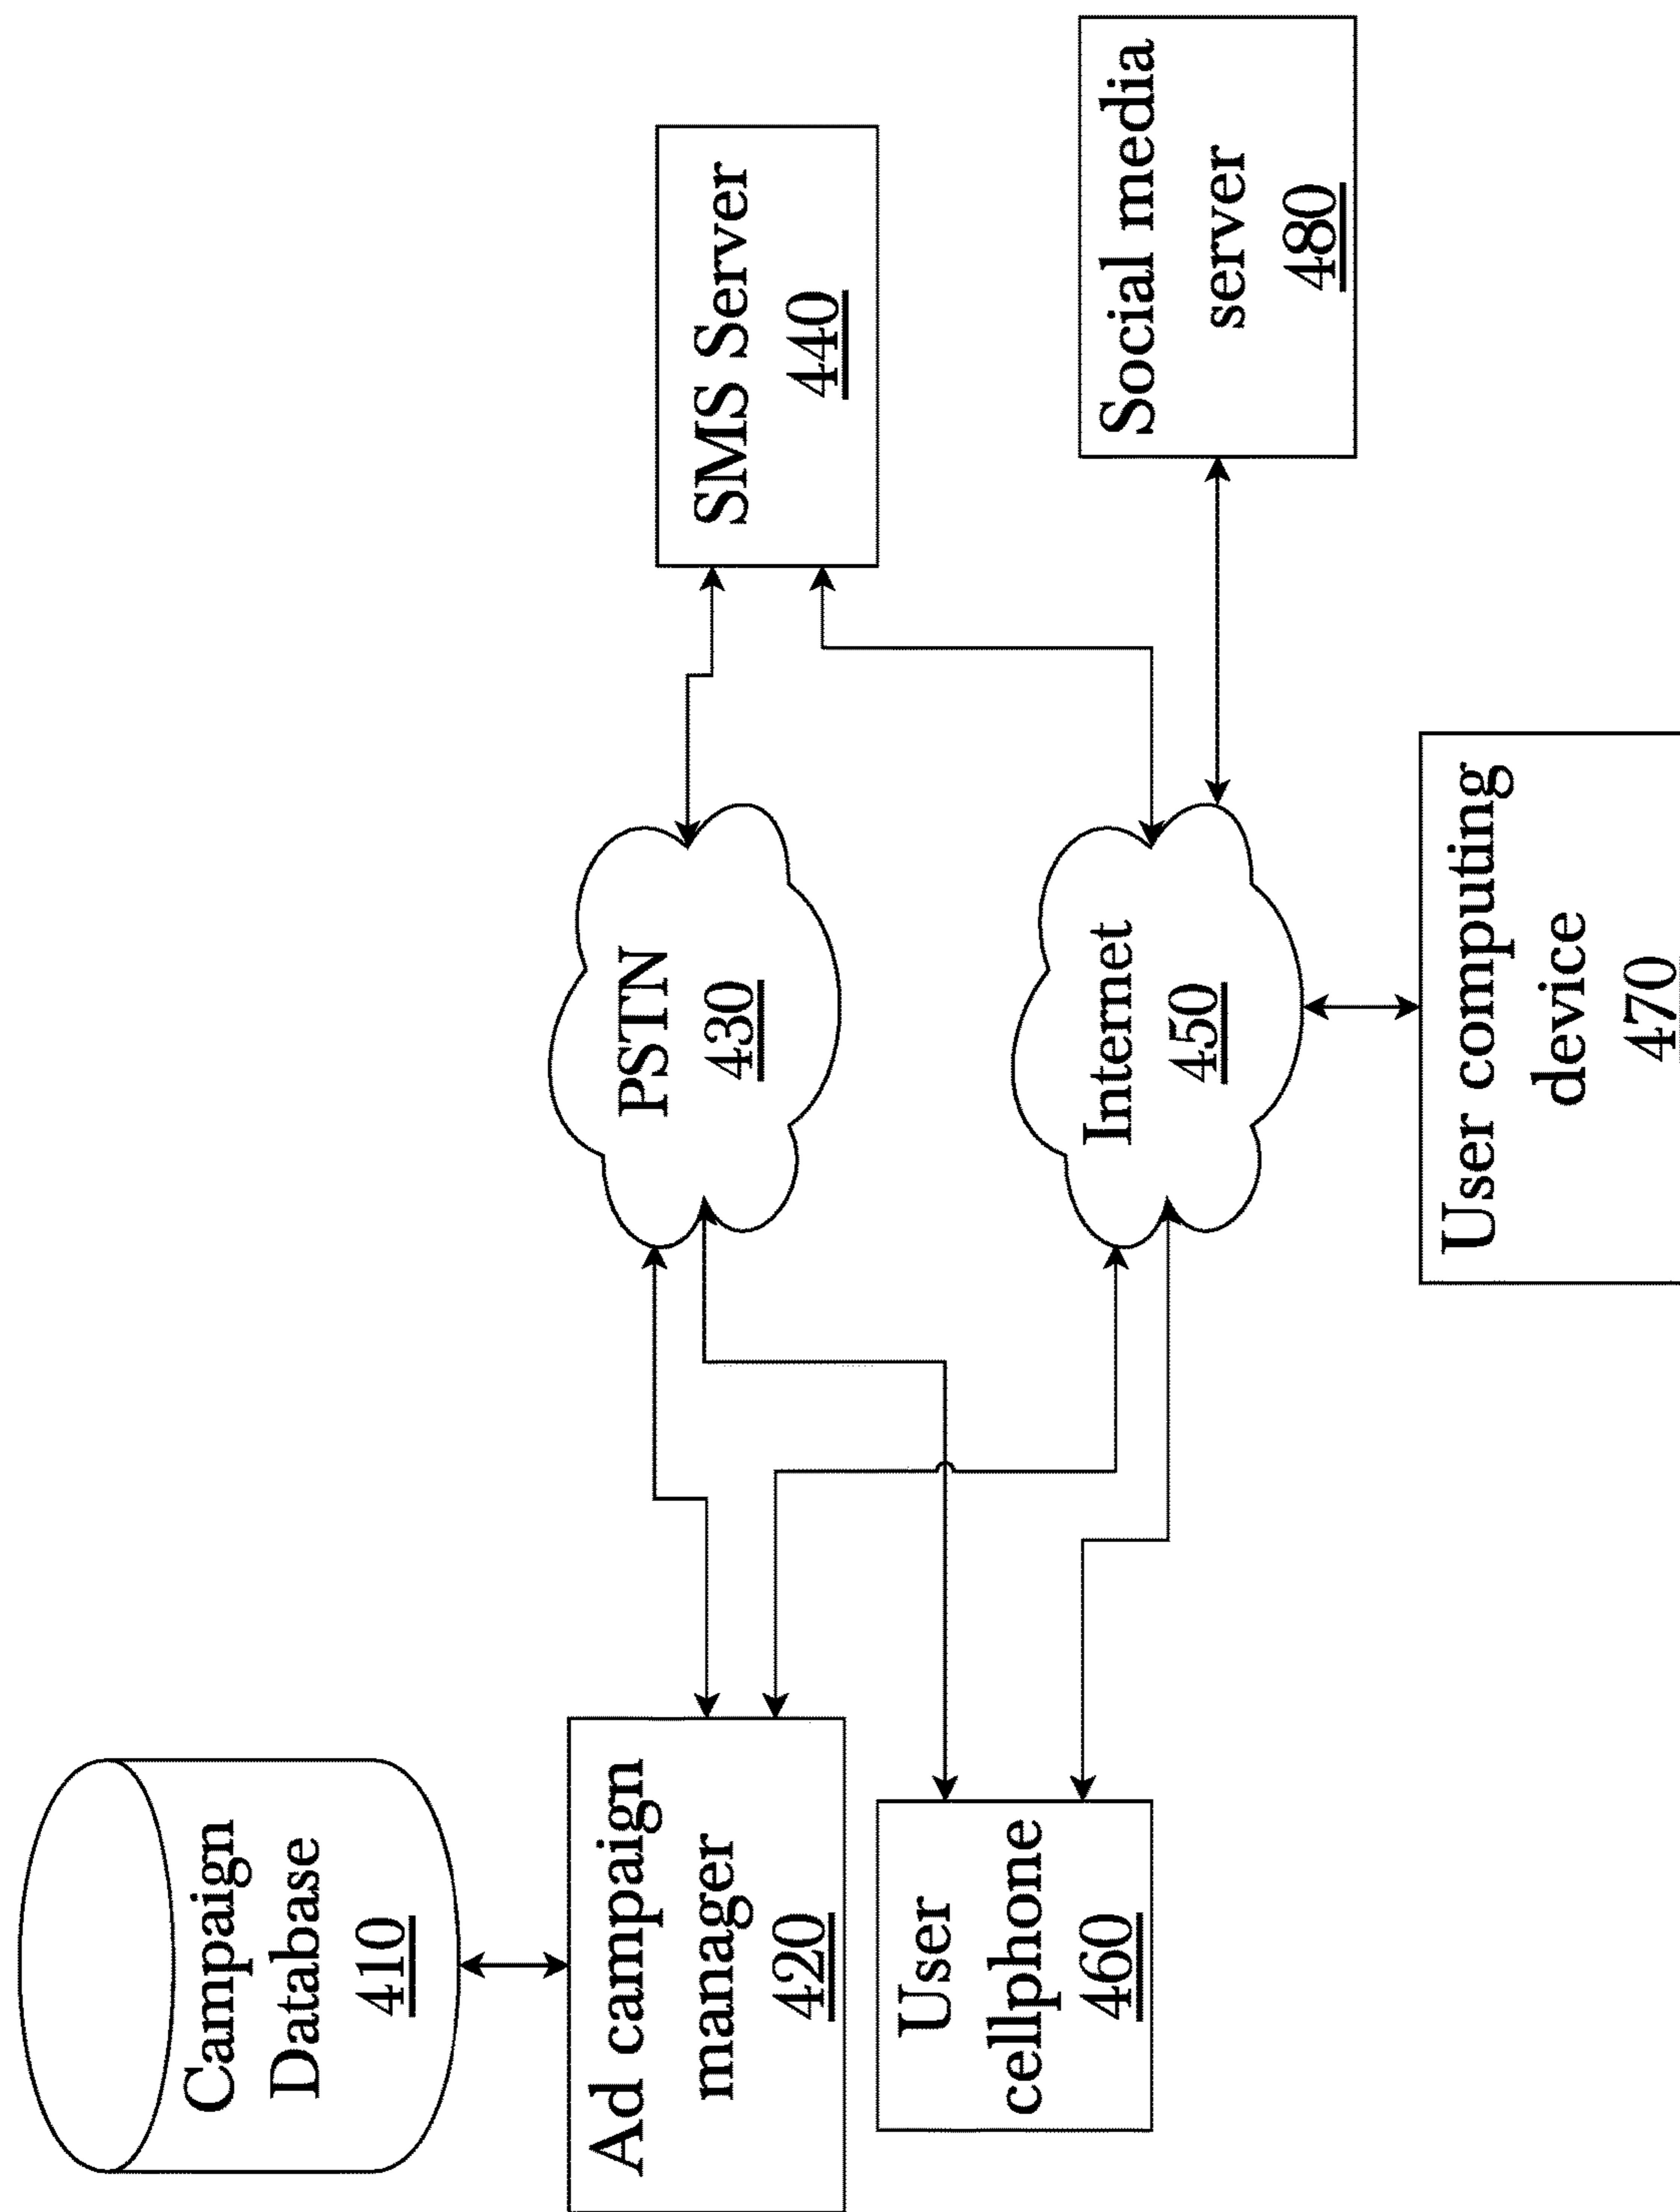 Campaign
Database
410
Ad campaign
manager
420
User
cellphone
460
PSTN
430
Internet
450
User computing
device
470
SMS Server
440
Social media
server
480